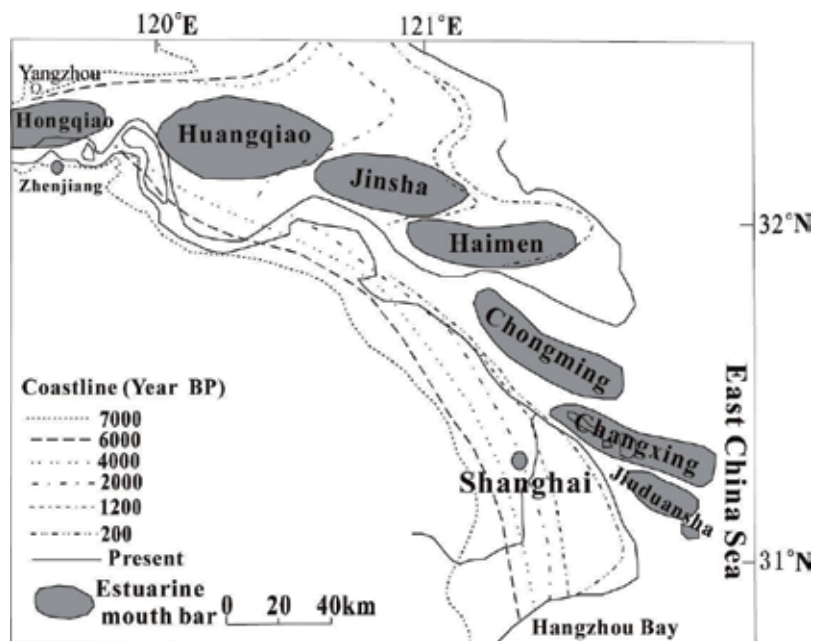 120°E
121°E
Yangzhou
Hongqiao
Huangqiao
Zhenjiang
Jinsha
Haimen
32°N
Chongming
Coastline (Year BP)
7000
6000
4000
2000
1200
200
Present
Estuarine
mouth bar
0 20 40km
Changxing
Shanghai
Jiuduansha
East China Sea
31°N
Hangzhou Bay